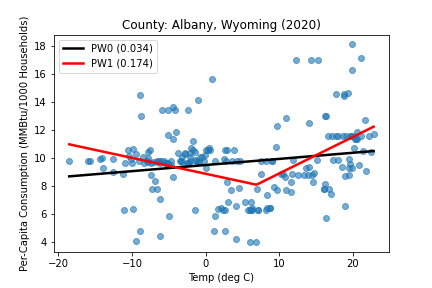 County: Albany, Wyoming (2020)
PW0 (0.034)
PW1 (0.174)
Per-Capita Consumption (MMBtu/1000 Households)
18
16
14
12
10
8
6
4
−20
−10
0
10
20
Temp (deg C)